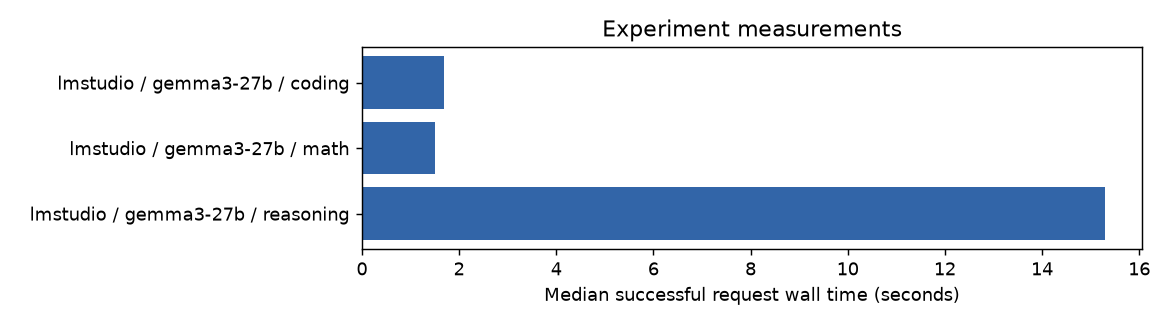 Experiment measurements
lmstudio / gemma3-27b / coding
lmstudio / gemma3-27b / math
lmstudio / gemma3-27b / reasoning
0 2 4 6 8 10 12 14 16
Median successful request wall time (seconds)